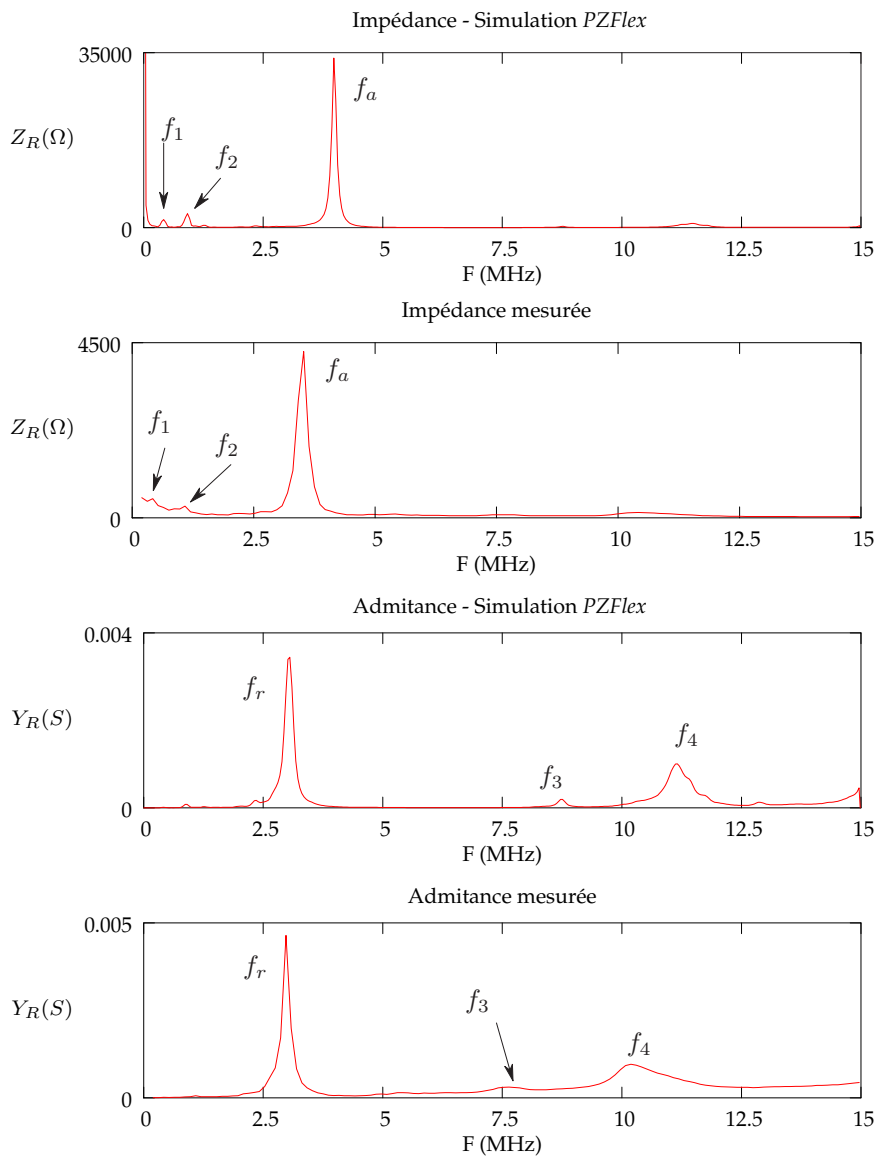 Impédance - Simulation PZFlex
35000
f_a
f_1
Z_R(Ω)
f_2
0
0 2.5 5 7.5 10 12.5 15
F (MHz)
Impédance mesurée
4500
f_a
f_1
Z_R(Ω)
f_2
0
0 2.5 5 7.5 10 12.5 15
F (MHz)
Admitance - Simulation PZFlex
0.004
f_r
Y_R(S)
f_4
f_3
0
0 2.5 5 7.5 10 12.5 15
F (MHz)
Admitance mesurée
0.005
f_r
Y_R(S)
f_3
f_4
0
0 2.5 5 7.5 10 12.5 15
F (MHz)